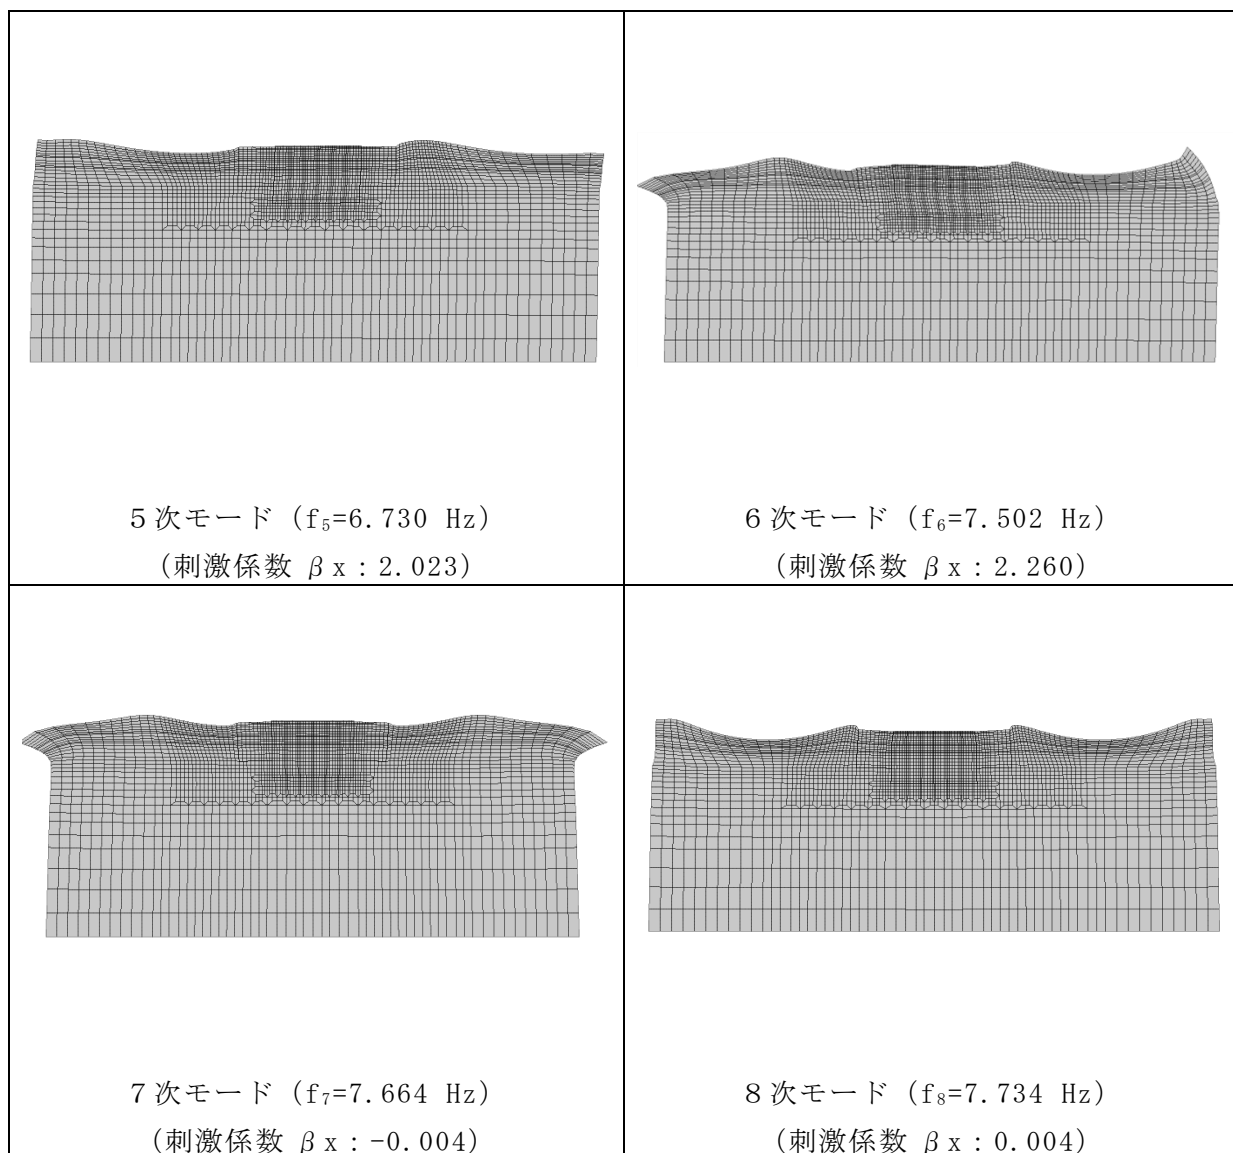 5次モード (f₅=6.730 Hz)
(刺激係数 βx:2.023)
6次モード (f₆=7.502 Hz)
(刺激係数 βx:2.260)
7次モード (f₇=7.664 Hz)
(刺激係数 βx:-0.004)
8次モード (f₈=7.734 Hz)
(刺激係数 βx:0.004)